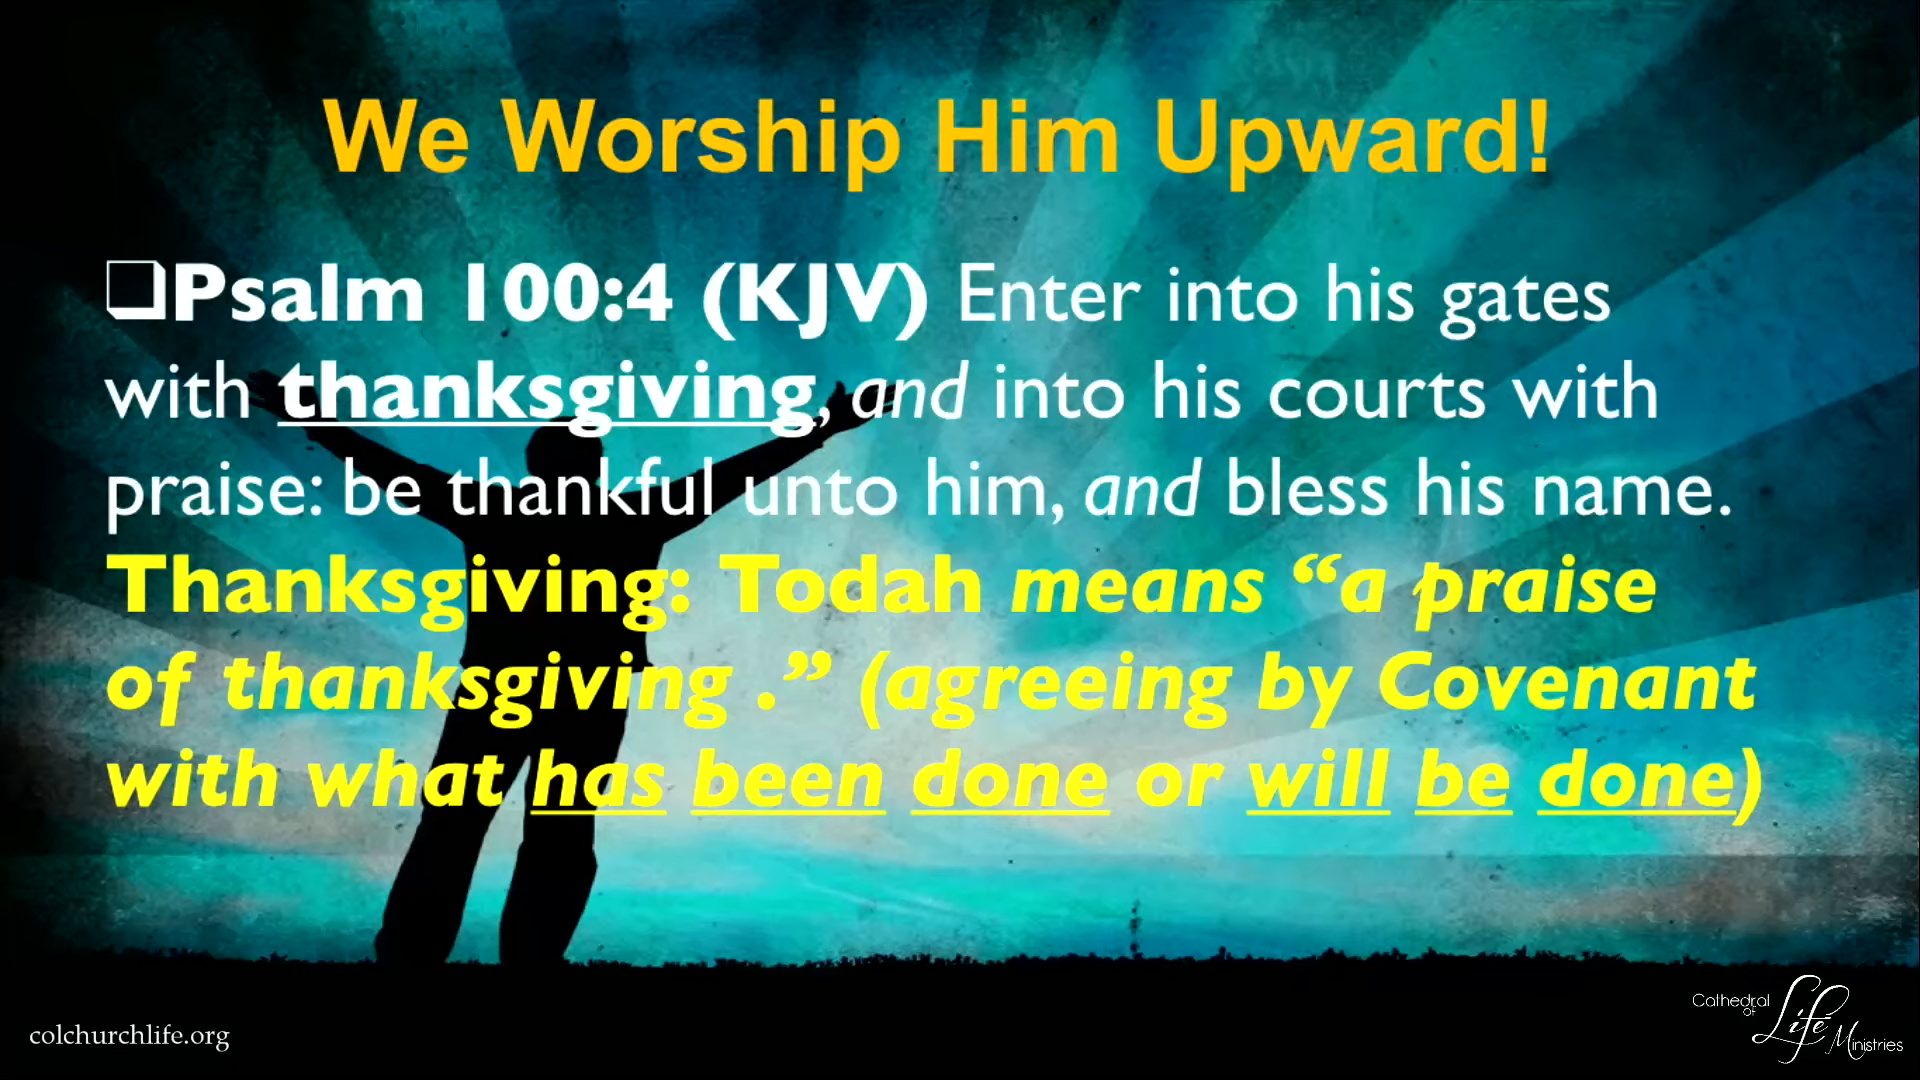 We Worship Him Upward!
❑Psalm 100:4 (KJV) Enter into his gates
with thanksgiving, and into his courts with
praise: be thankful unto him, and bless his name.
Thanksgiving: Todah means “a praise
of thanksgiving .” (agreeing by Covenant
with what has been done or will be done)
colchurchlife.org
Cathedral
OF
Life
Ministries